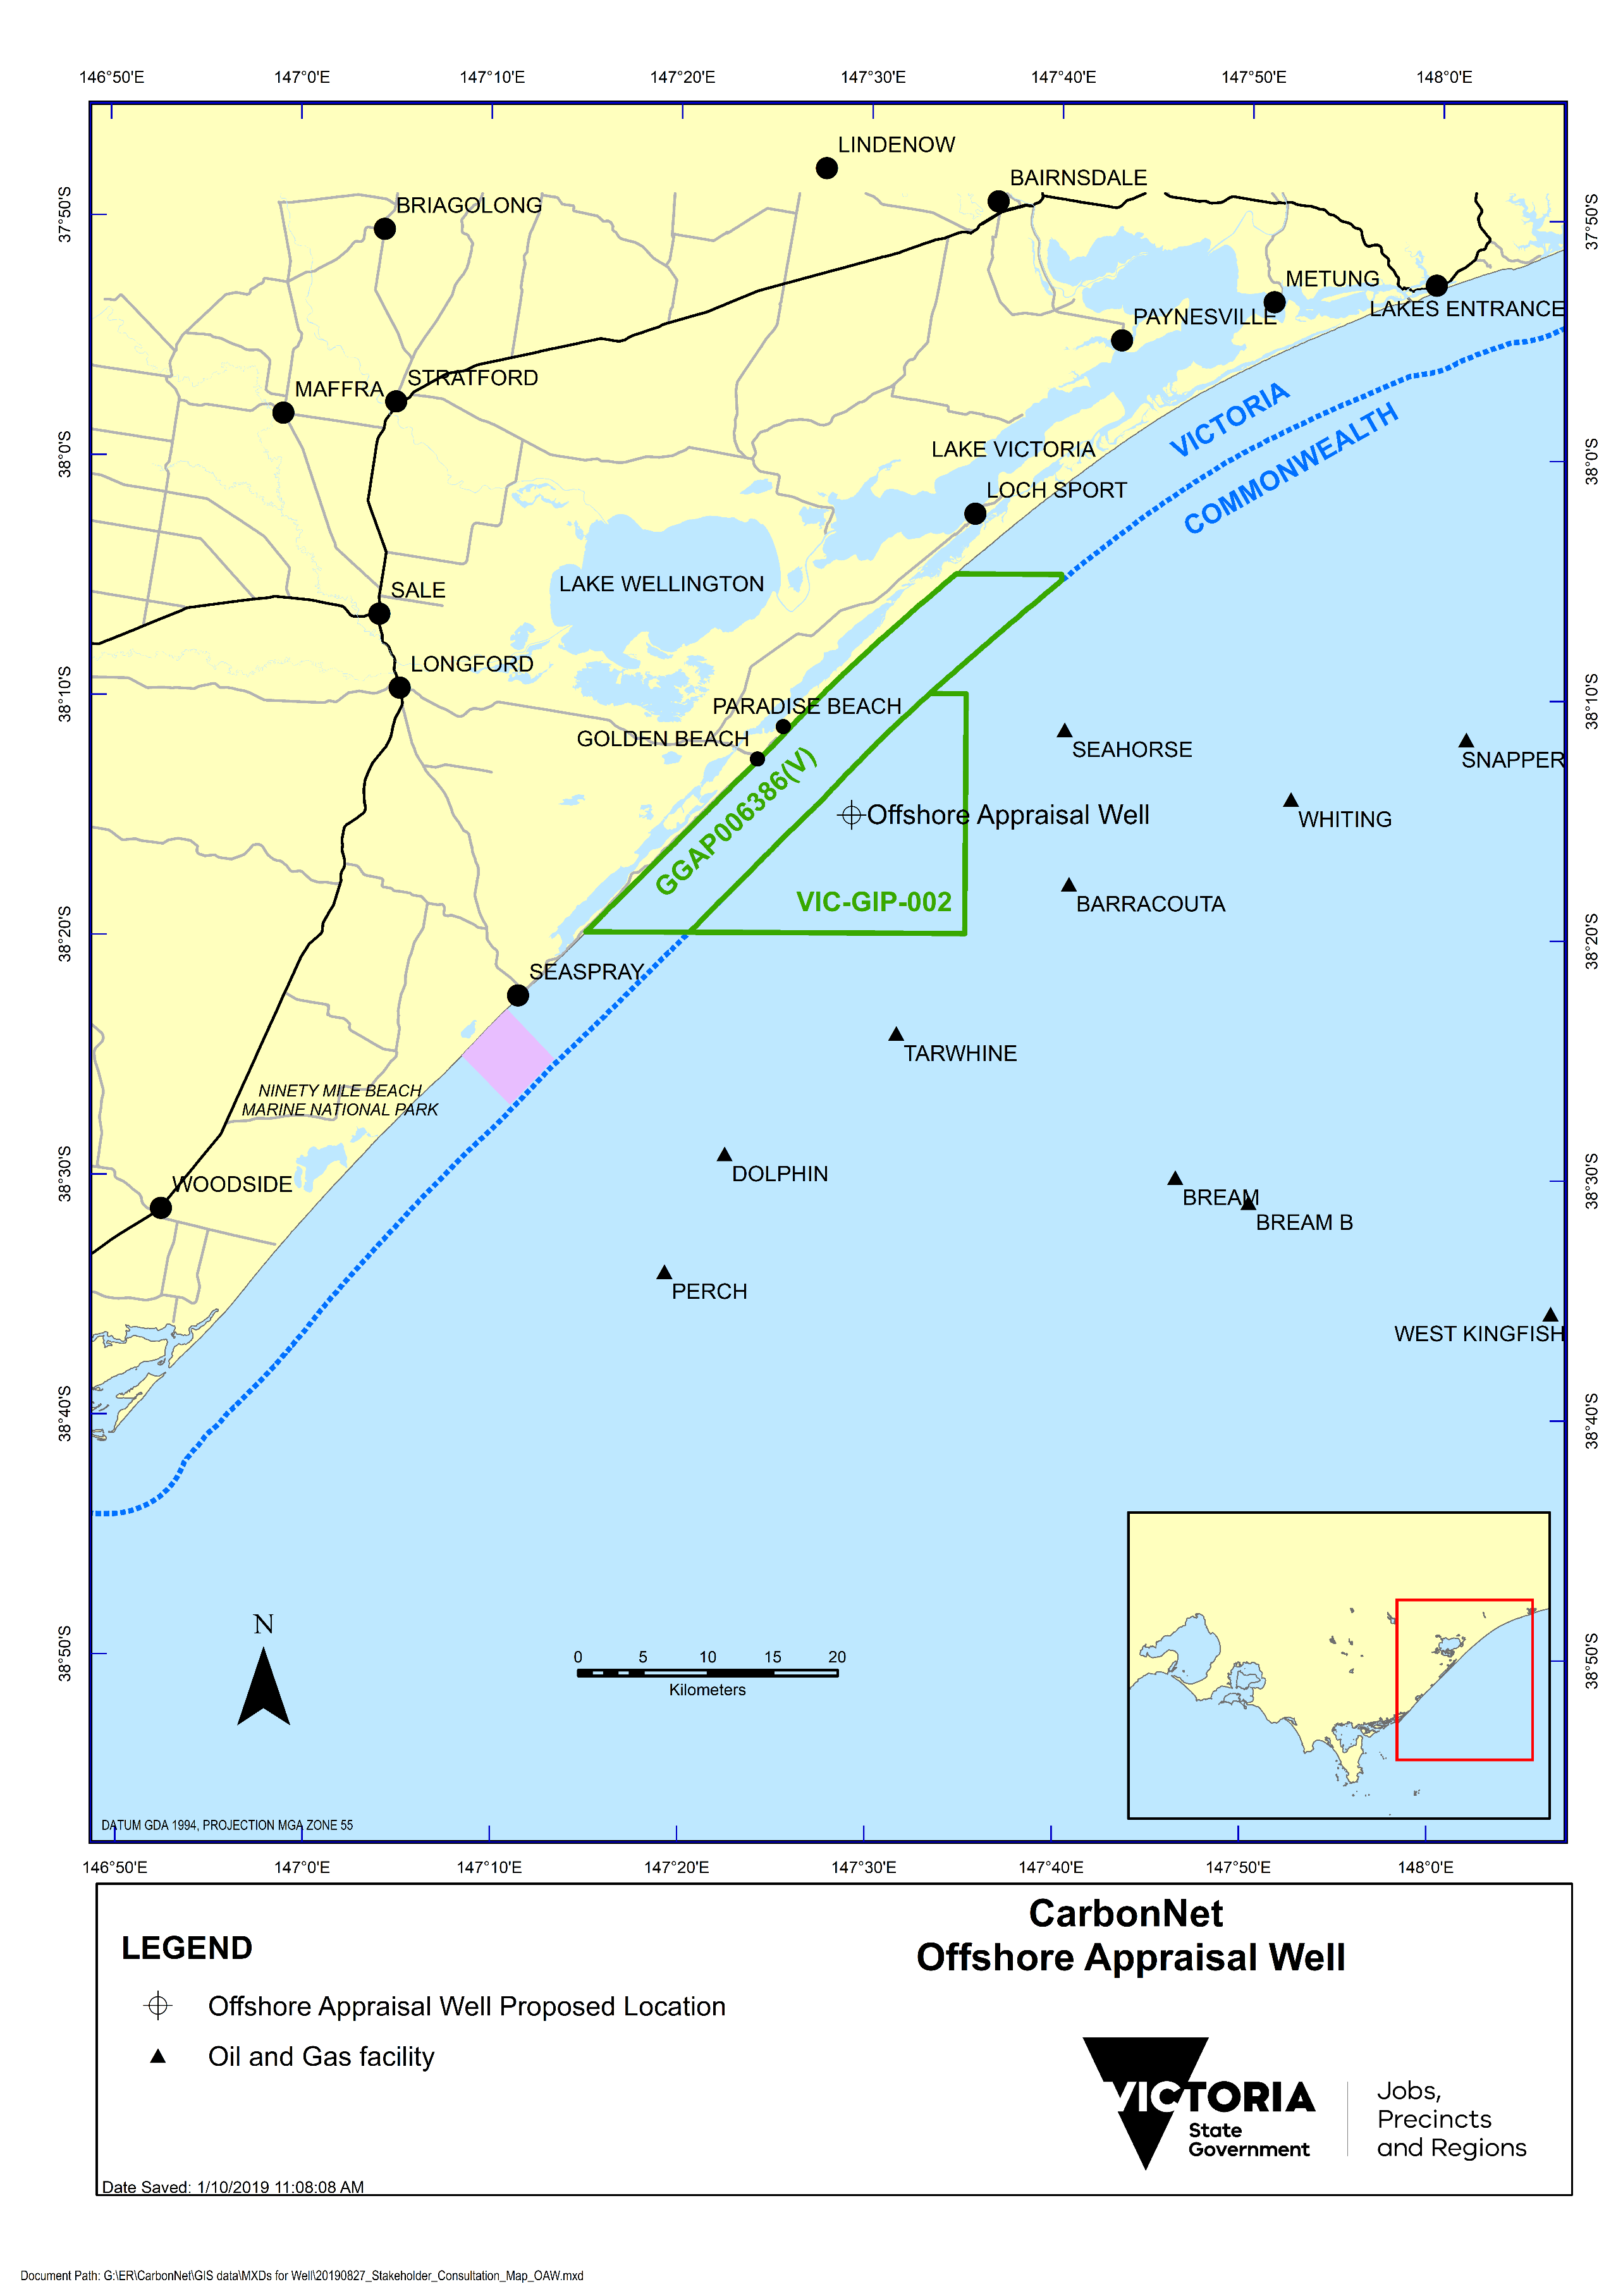 146°50'E 147°0'E 147°10'E 147°20'E 147°30'E 147°40'E 147°50'E 148°0'E
LINDENOW
BAIRNSDALE
BRIAGOLONG
37°50'S
37°50'S
METUNG
LAKES ENTRANCE
PAYNESVILLE
STRATFORD
MAFFRA
VICTORIA
COMMONWEALTH
LAKE VICTORIA
38°0'S
38°0'S
LOCH SPORT
LAKE WELLINGTON
SALE
LONGFORD
38°10'S
38°10'S
PARADISE BEACH
GOLDEN BEACH
SEAHORSE
SNAPPER
GGAP006386(V)
Offshore Appraisal Well
WHITING
VIC-GIP-002
BARRACOUTA
38°20'S
38°20'S
SEASPRAY
TARWHINE
NINETY MILE BEACH
MARINE NATIONAL PARK
38°30'S
38°30'S
DOLPHIN
WOODSIDE
BREAM
BREAM B
PERCH
WEST KINGFISH
38°40'S
38°40'S
N
38°50'S
38°50'S
0 5 10 15 20
Kilometers
DATUM GDA 1994, PROJECTION MGA ZONE 55
146°50'E 147°0'E 147°10'E 147°20'E 147°30'E 147°40'E 147°50'E 148°0'E
CarbonNet
Offshore Appraisal Well
LEGEND
Offshore Appraisal Well Proposed Location
Oil and Gas facility
VICTORIA
State
Government
Jobs,
Precincts
and Regions
Date Saved: 1/10/2019 11:08:08 AM
Document Path: G:\ER\CarbonNet\GIS data\MXDs for Well\20190827_Stakeholder_Consultation_Map_OAW.mxd